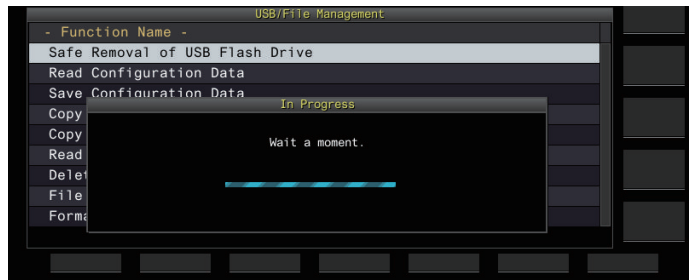 USB/File Management
- Function Name -
Safe Removal of USB Flash Drive
Read Configuration Data
Save Configuration Data
In Progress
Copy
Wait a moment.
Copy
Read
Delet
File
Forma